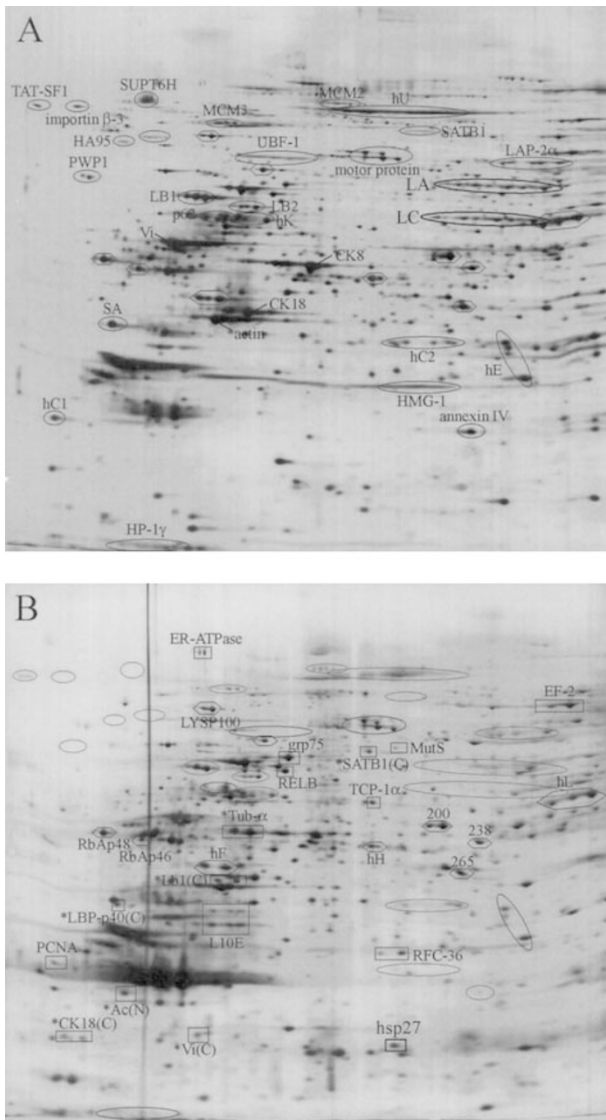 A
TAT-SF1
SUPT6H
importin β-3
MCM2
hU
MCM3
SATB1
HA95
UBF-1
LAP-2α
PWP1
motor protein
LA
LB1
LB2
LC
hK
Vi
CK8
CK18
SA
actin
hC2
hE
HMG-1
hC1
annexin IV
HP-1γ
B
ER-ATPase
EF-2
LYSP100
grp75
MutS
*SATB1(C)
RELB
TCP-1α
hI
*Tub-α
200
238
RbAp48
RbAp46
hF
hH
265
*Lb1(C)
*LBP-p40(C)
L10E
PCNA
RFC-36
*Ac(N)
*CK18(C)
*Vi(C)
hsp27